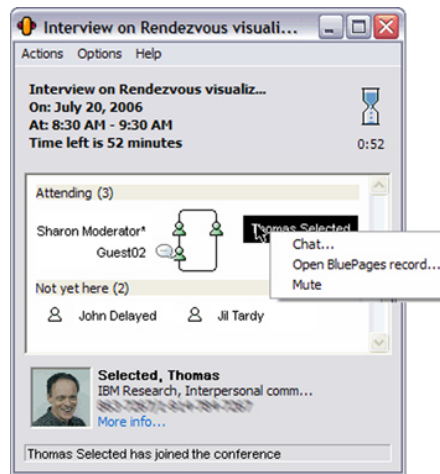 Interview on Rendezvous visuali...
Actions Options Help
Interview on Rendezvous visualiz...
On: July 20, 2006
At: 8:30 AM - 9:30 AM
Time left is 52 minutes
0:52
Attending (3)
Sharon Moderator*
Thomas Selected
Guest02
Chat...
Open BluePages record...
Mute
Not yet here (2)
John Delayed Jil Tardy
Selected, Thomas
IBM Research, Interpersonal comm...
More info...
Thomas Selected has joined the conference